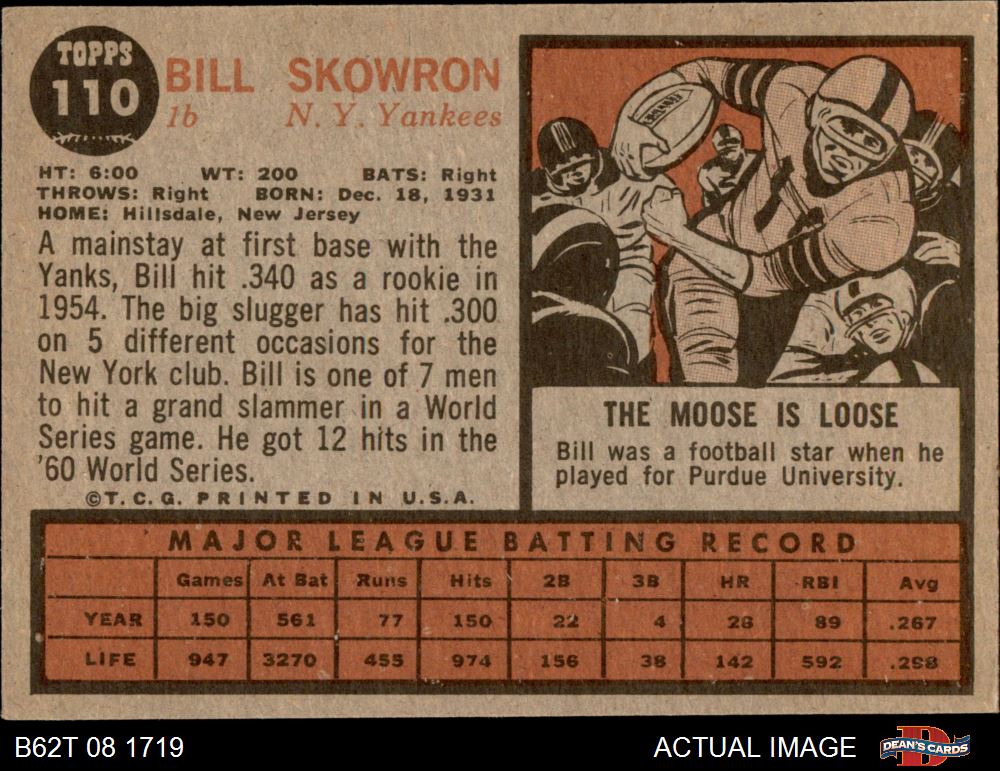 TOPPS
110
BILL SKOWRON
1b N. Y. Yankees
HT: 6:00 WT: 200 BATS: Right
THROWS: Right BORN: Dec. 18, 1931
HOME: Hillsdale, New Jersey
A mainstay at first base with the
Yanks, Bill hit .340 as a rookie in
1954. The big slugger has hit .300
on 5 different occasions for the
New York club. Bill is one of 7 men
to hit a grand slammer in a World
Series game. He got 12 hits in the
'60 World Series.
©T.C.G. PRINTED IN U.S.A.
THE MOOSE IS LOOSE
Bill was a football star when he
played for Purdue University.
MAJOR LEAGUE BATTING RECORD
Games At Bat Runs Hits 2B 3B HR RBI Avg
YEAR 150 561 77 150 22 4 28 89 .267
LIFE 947 3270 455 974 156 38 142 592 .298
B62T 08 1719
ACTUAL IMAGE
DEAN'S CARDS